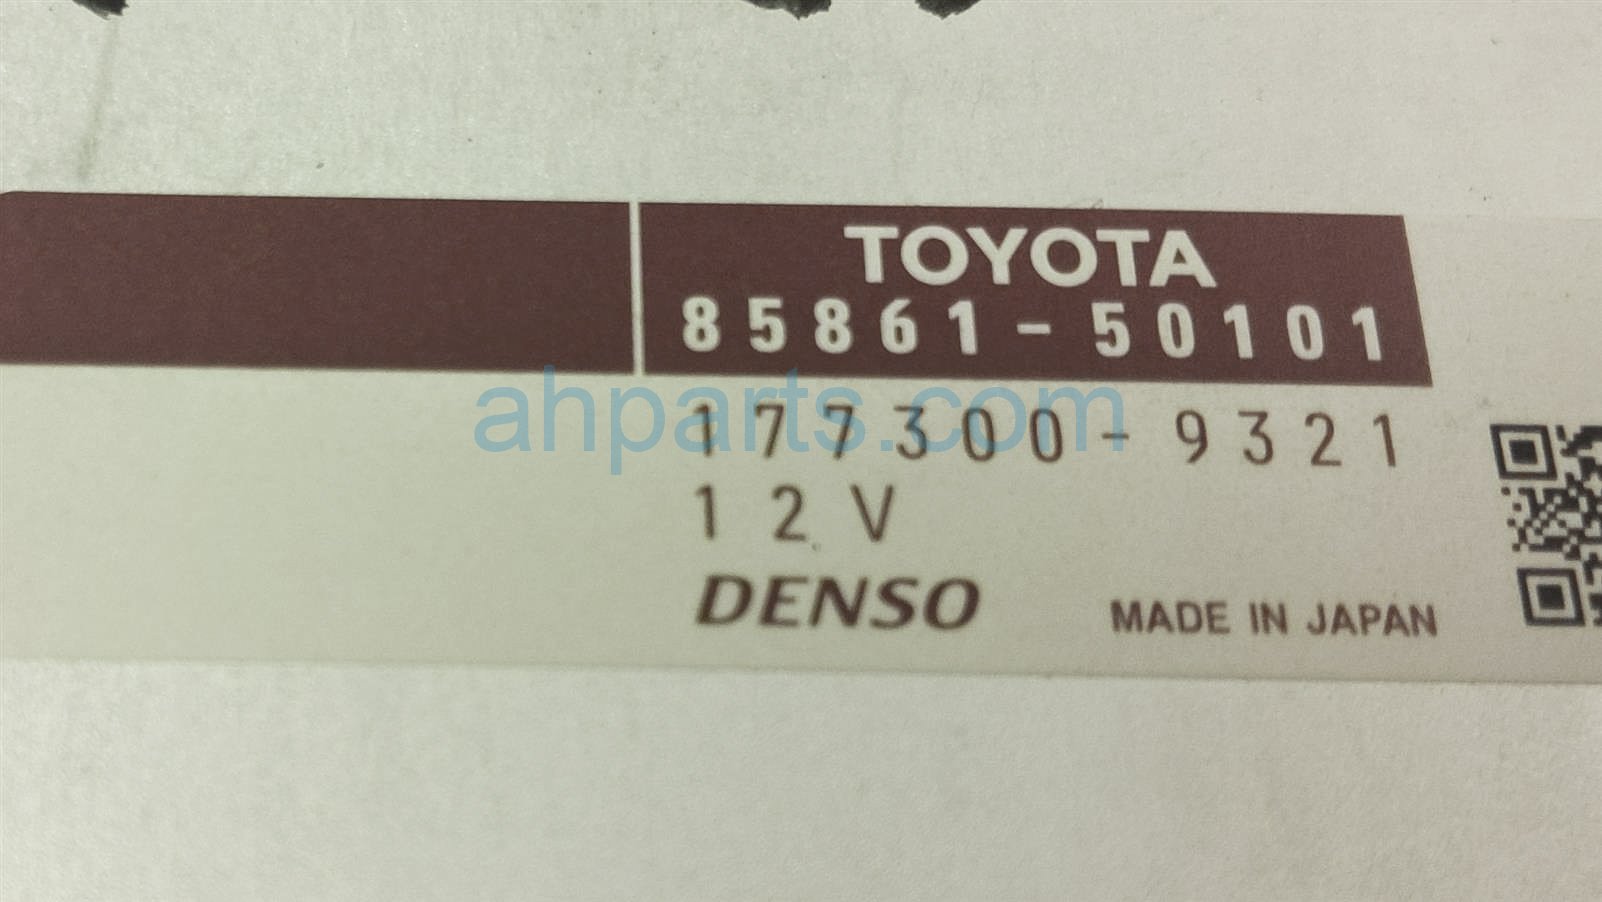 TOYOTA
85861-50101
177300-9321
12V
DENSO
MADE IN JAPAN
ahparts.com